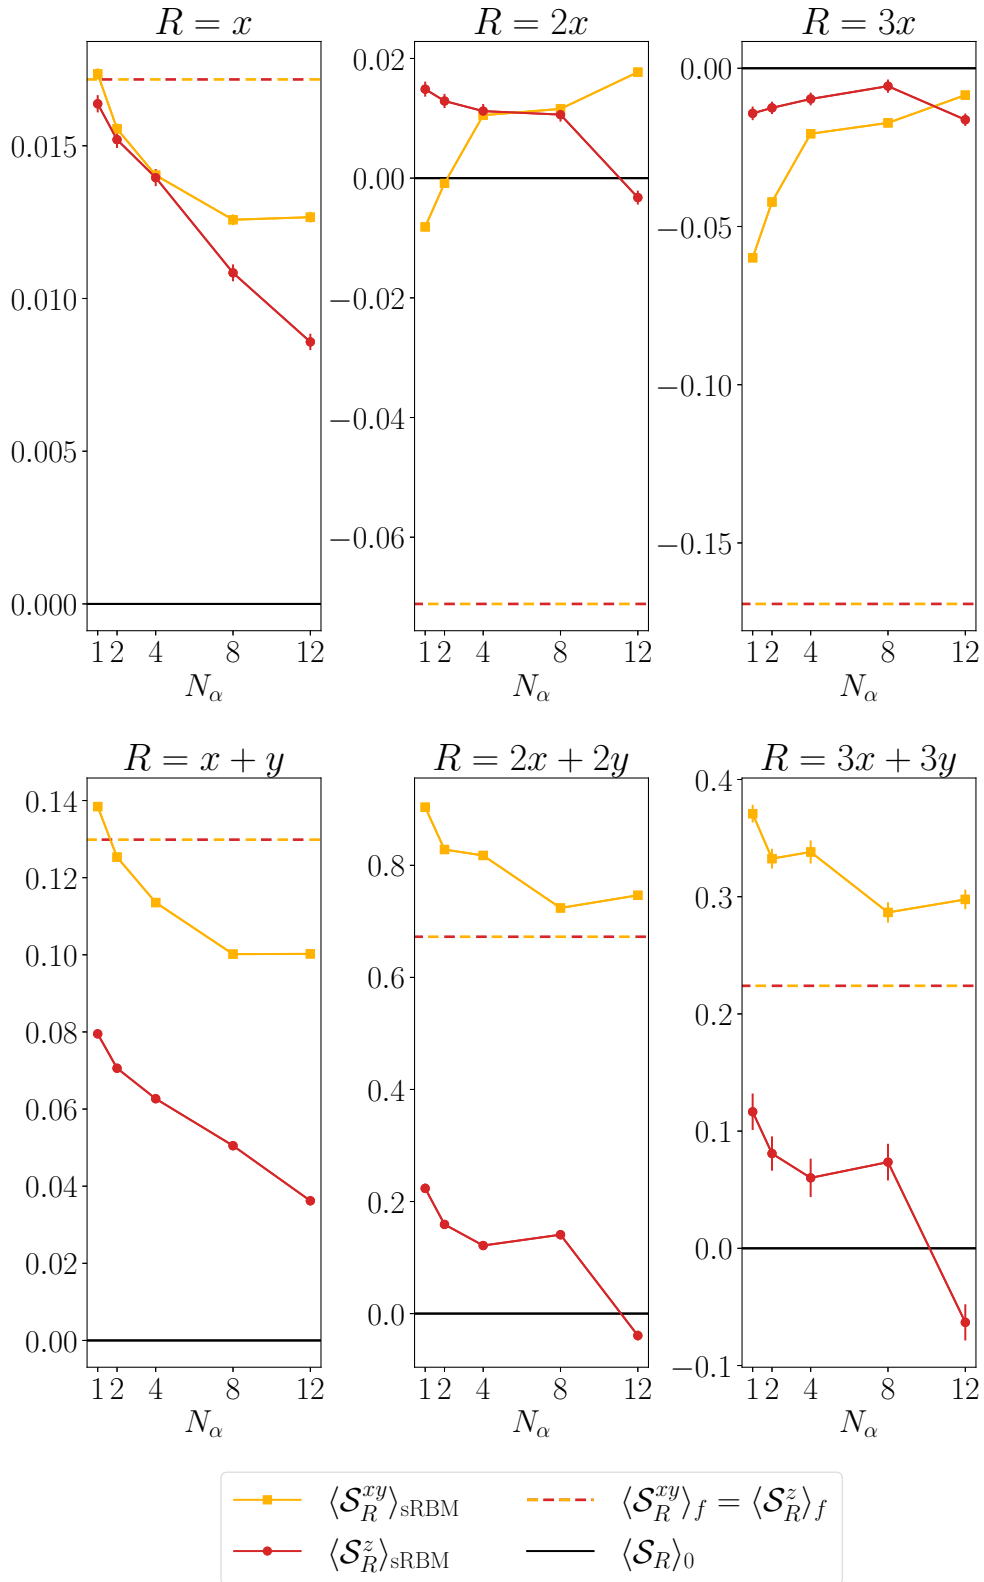 R = x
R = 2x
R = 3x
0.015
0.010
0.005
0.000
0.02
0.00
−0.02
−0.04
−0.06
0.00
−0.05
−0.10
−0.15
1 2 4 8 12
1 2 4 8 12
1 2 4 8 12
N_α
N_α
N_α
R = x + y
R = 2x + 2y
R = 3x + 3y
0.14
0.12
0.10
0.08
0.06
0.04
0.02
0.00
0.8
0.6
0.4
0.2
0.0
0.4
0.3
0.2
0.1
0.0
−0.1
1 2 4 8 12
1 2 4 8 12
1 2 4 8 12
N_α
N_α
N_α
⟨𝒮_R^{xy}⟩_{sRBM}
⟨𝒮_R^{xy}⟩_f = ⟨𝒮_R^z⟩_f
⟨𝒮_R^z⟩_{sRBM}
⟨𝒮_R⟩_0